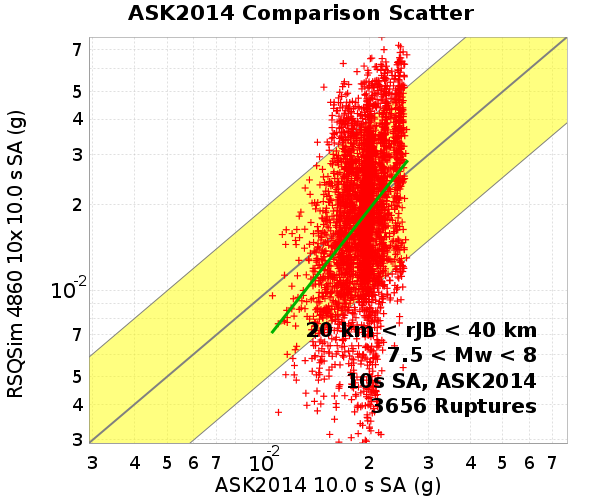 ASK2014 Comparison Scatter
7
5
4
3
2
10-2
7
5
4
3
RSQSim 4860 10x 10.0 s SA (g)
20 km < rJB < 40 km
7.5 < Mw < 8
10s SA, ASK2014
3656 Ruptures
3 4 5 6 7 10-2 2 3 4 5 6 7
ASK2014 10.0 s SA (g)